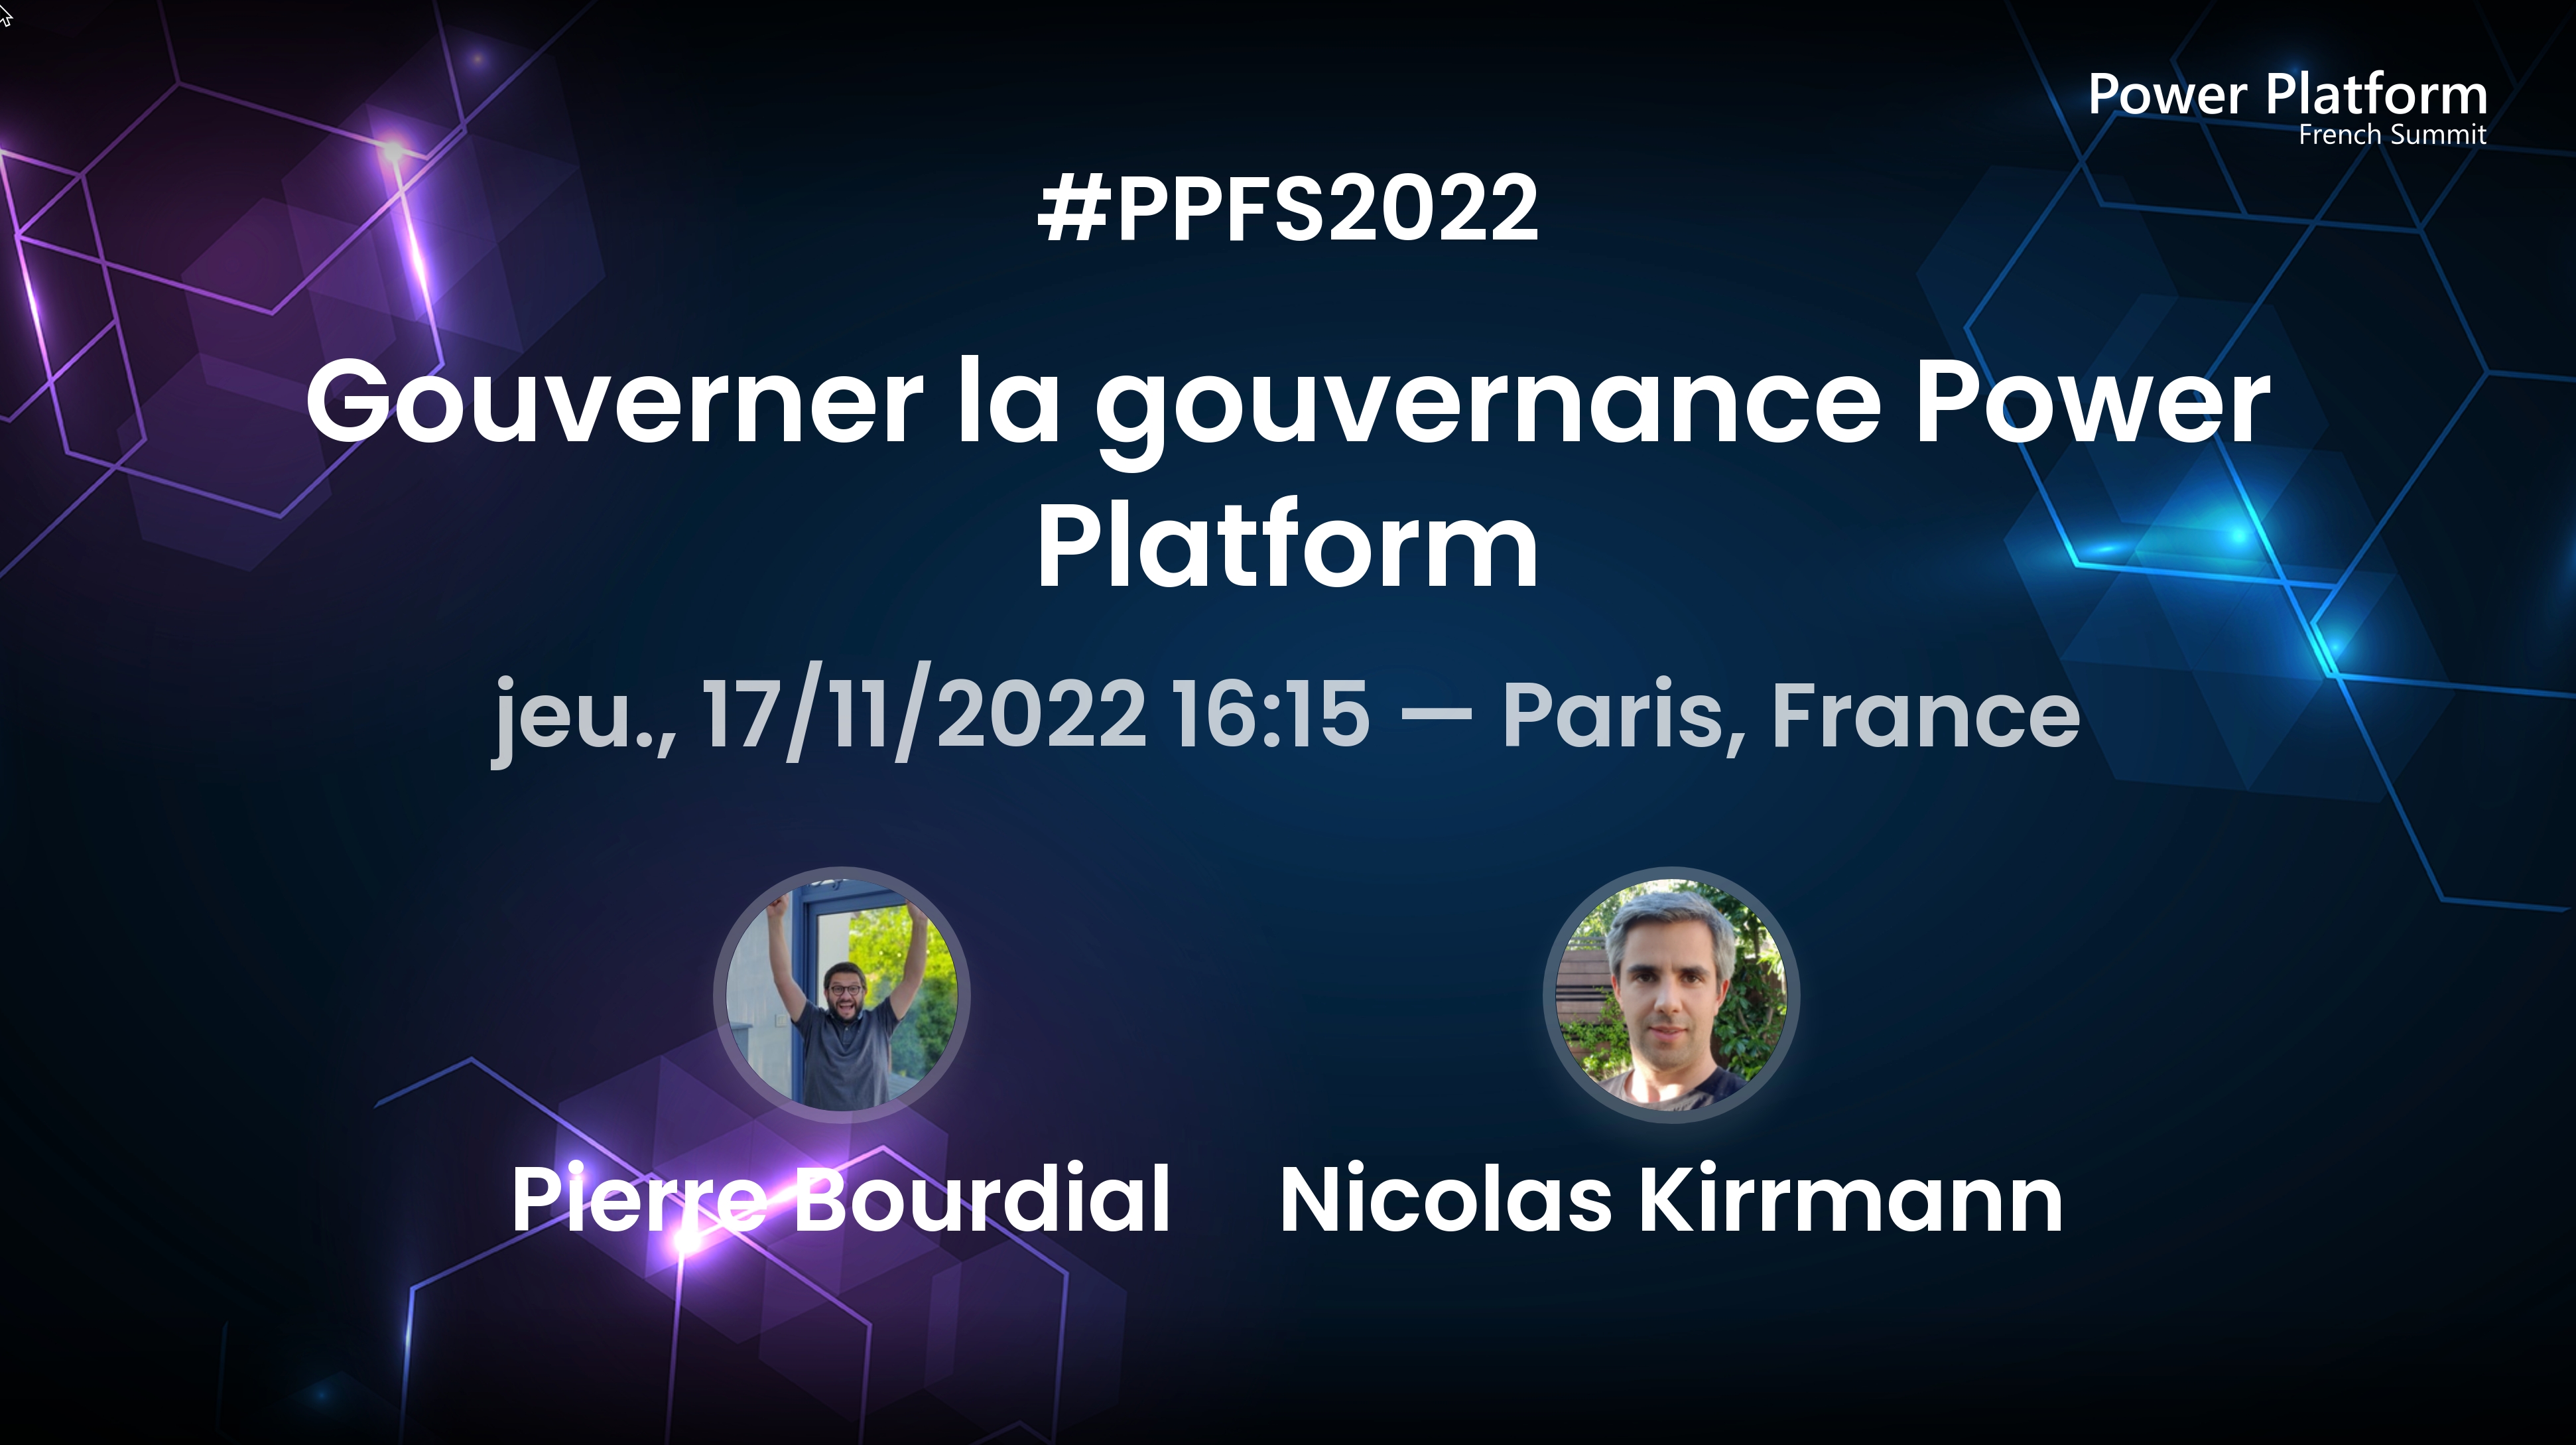 Power Platform
French Summit
#PPFS2022
Gouverner la gouvernance Power
Platform
jeu., 17/11/2022 16:15 — Paris, France
Pierre Bourdial
Nicolas Kirrmann